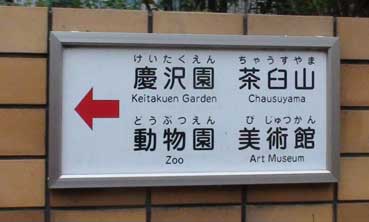 けいたくえん ちゃうすやま
慶沢園 茶臼山
Keitakuen Garden Chausuyama
どうぶつえん びじゅつかん
動物園 美術館
Zoo Art Museum